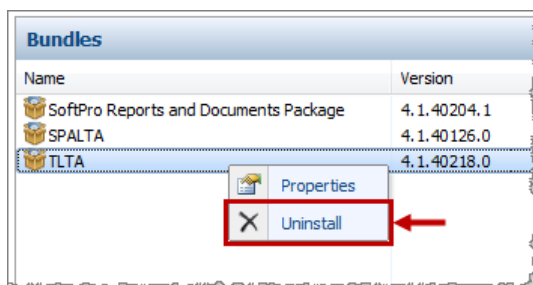 Bundles
Name Version
SoftPro Reports and Documents Package 4.1.40204.1
SPALTA 4.1.40126.0
TLTA 4.1.40218.0
Properties
Uninstall